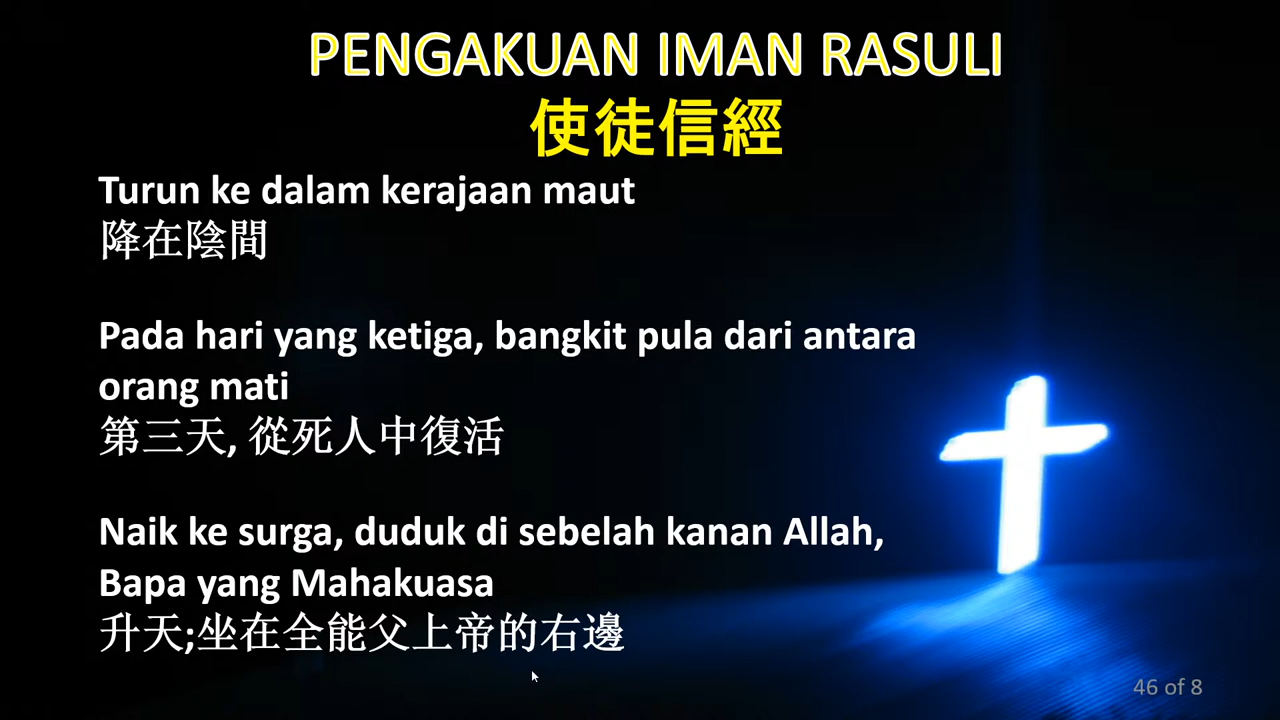 PENGAKUAN IMAN RASULI
使徒信經
Turun ke dalam kerajaan maut
降在陰間
Pada hari yang ketiga, bangkit pula dari antara
orang mati
第三天, 從死人中復活
Naik ke surga, duduk di sebelah kanan Allah,
Bapa yang Mahakuasa
升天;坐在全能父上帝的右邊
46 of 8